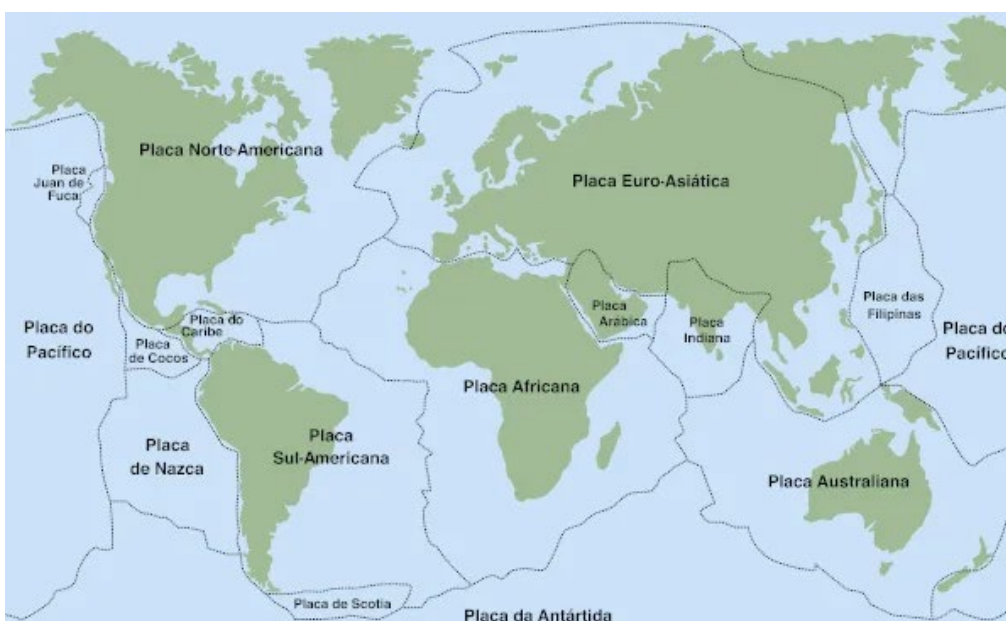 Placa Norte-Americana
Placa
Juan de
Fuca
Placa Euro-Asiática
Placa do
Pacífico
Placa do
Caribe
Placa
de Cocos
Placa
Arábica
Placa
Indiana
Placa das
Filipinas
Placa do
Pacífico
Placa Africana
Placa
de Nazca
Placa
Sul-Americana
Placa Australiana
Placa de Scotia
Placa da Antártida